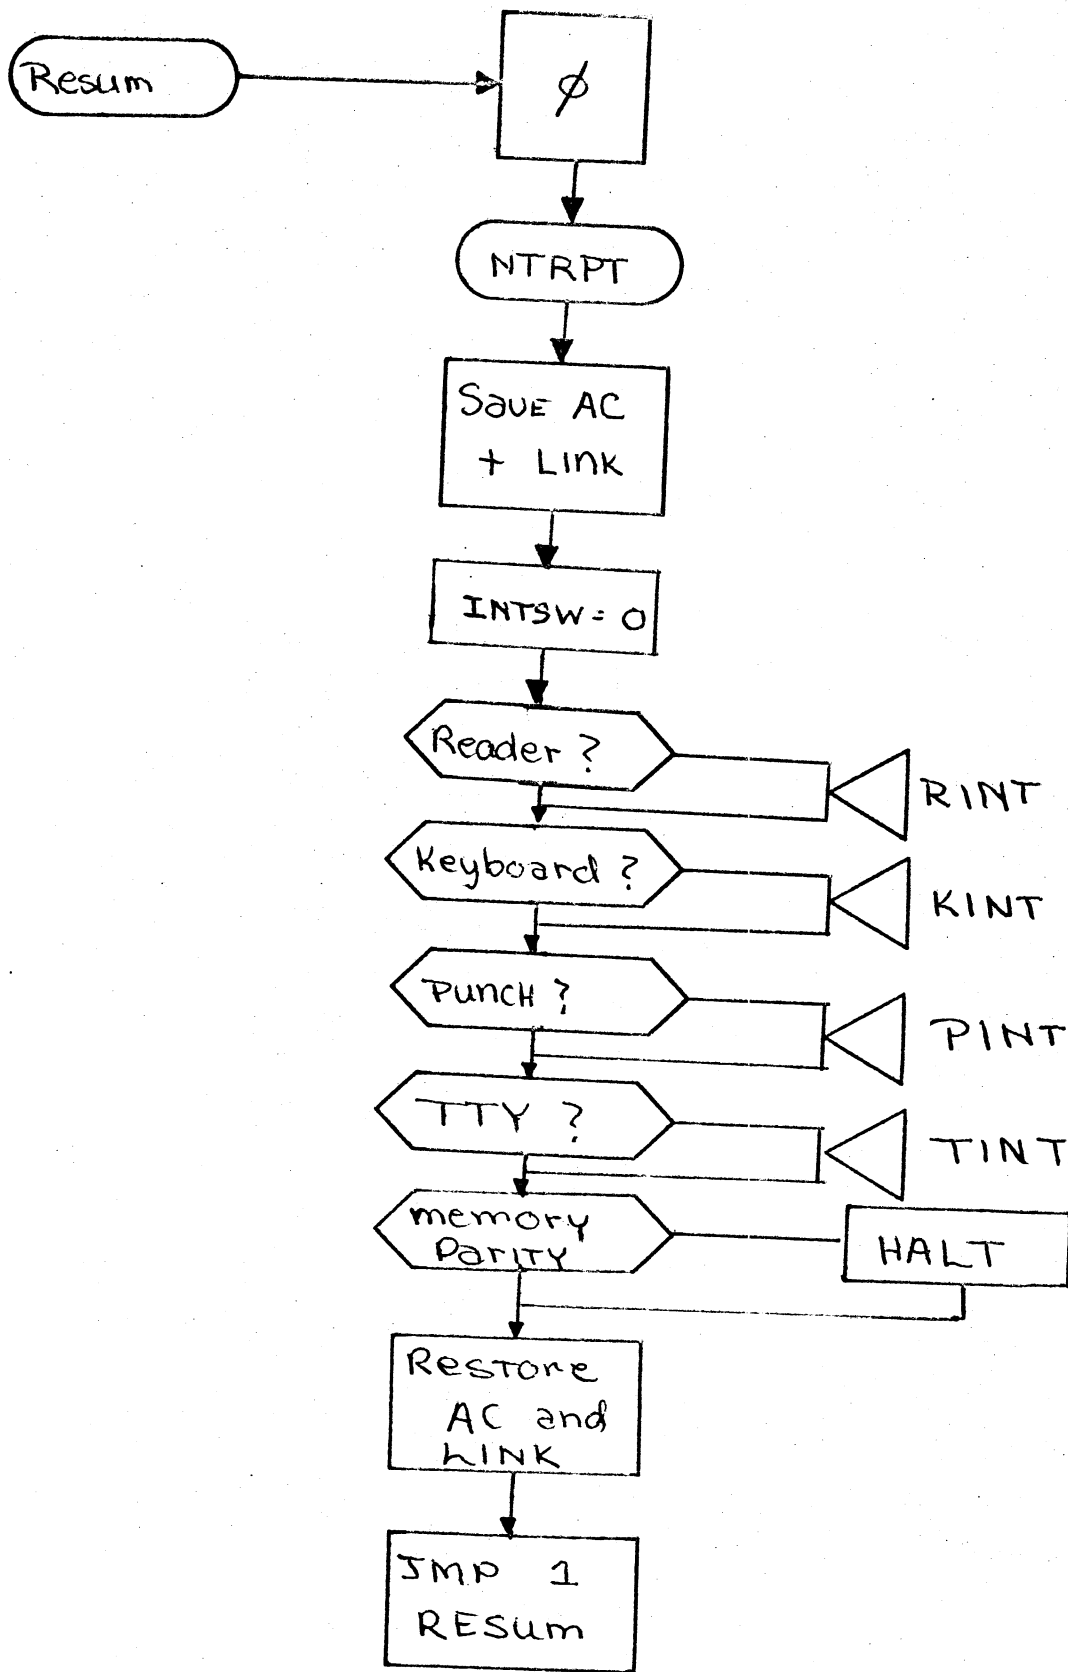 Resum
φ
NTRPT
Save AC
+ LINK
INTSW = 0
Reader ?
RINT
Keyboard ?
KINT
PUNCH ?
PINT
TTY ?
TINT
memory
Parity
HALT
Restore
AC and
LINK
JMP 1
RESUM